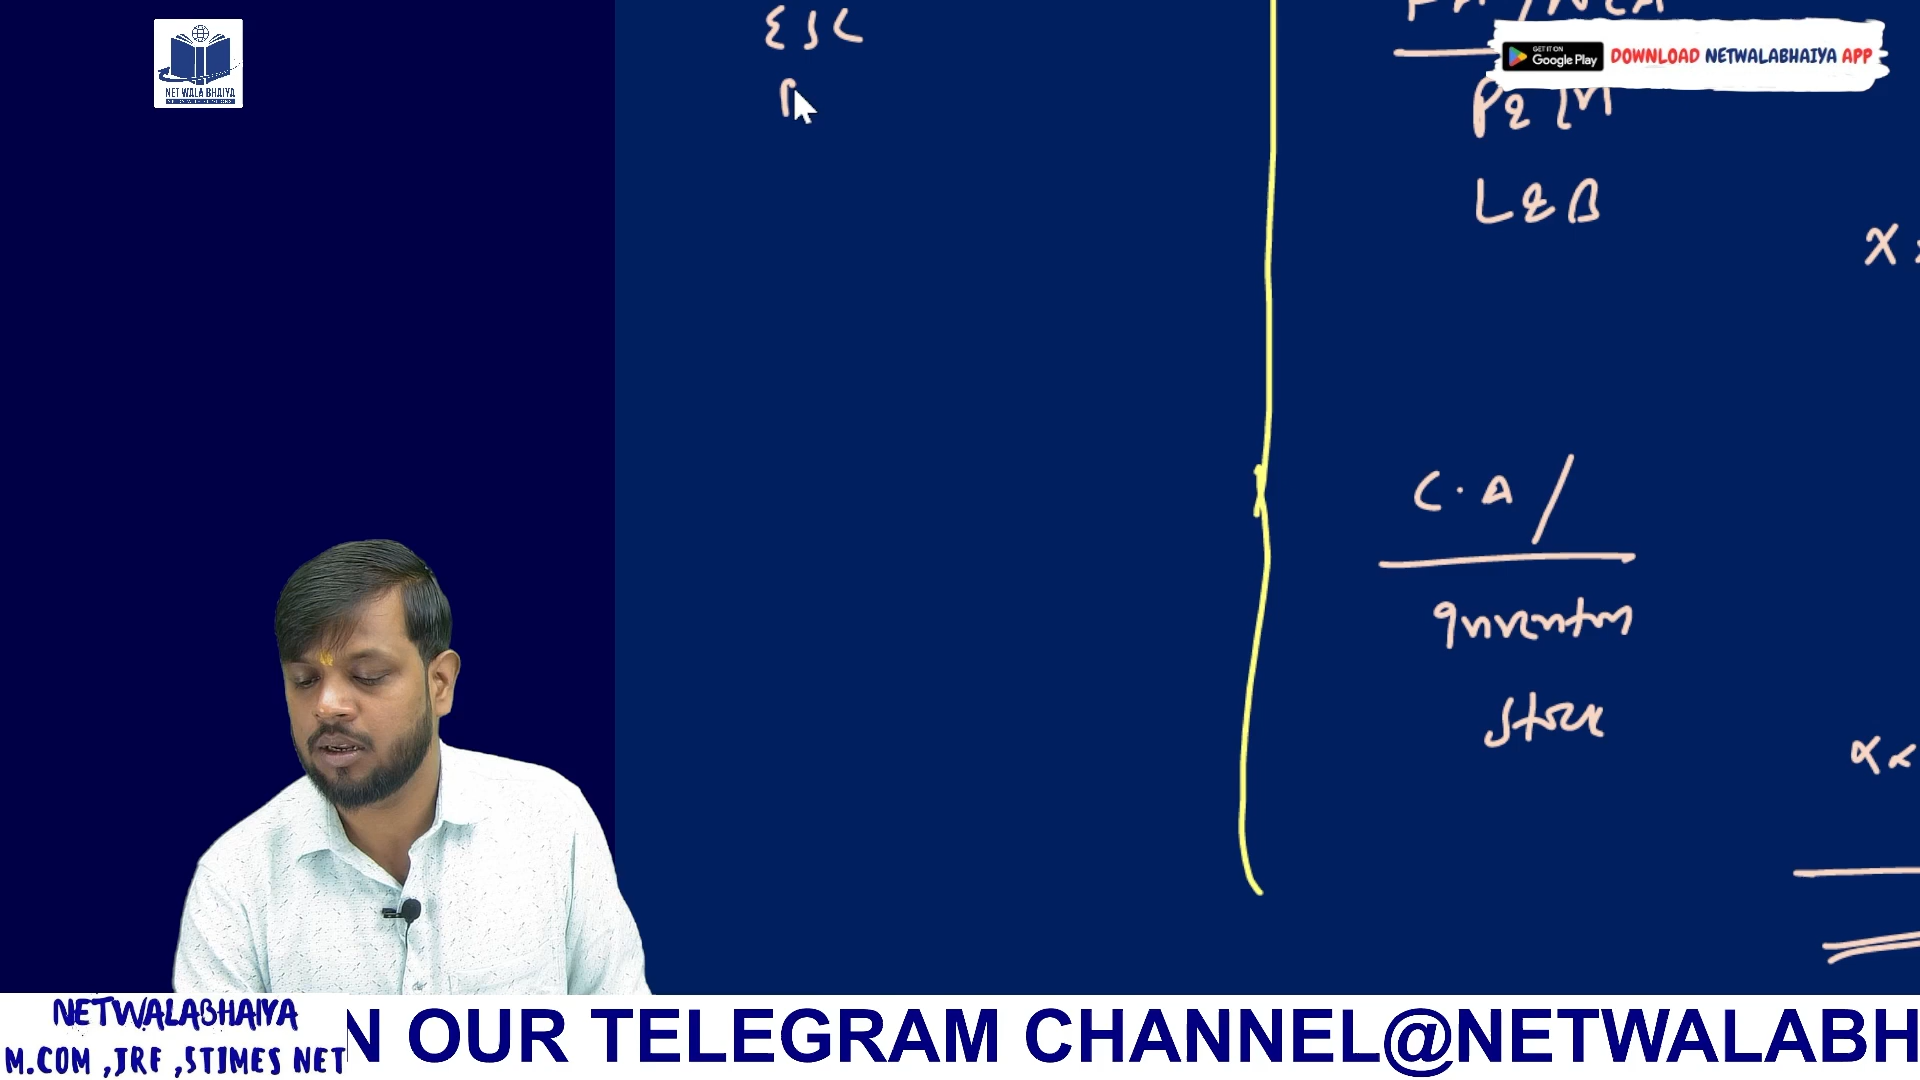 NET WALA BHAIYA
ESC
P
GET IT ON
Google Play
DOWNLOAD NETWALABHAIYA APP
P & M
L & B
X
C.A /
Inventory
Stock
NETWALABHAIYA
M.COM ,JRF ,5TIMES NET
N OUR TELEGRAM CHANNEL@NETWALABH